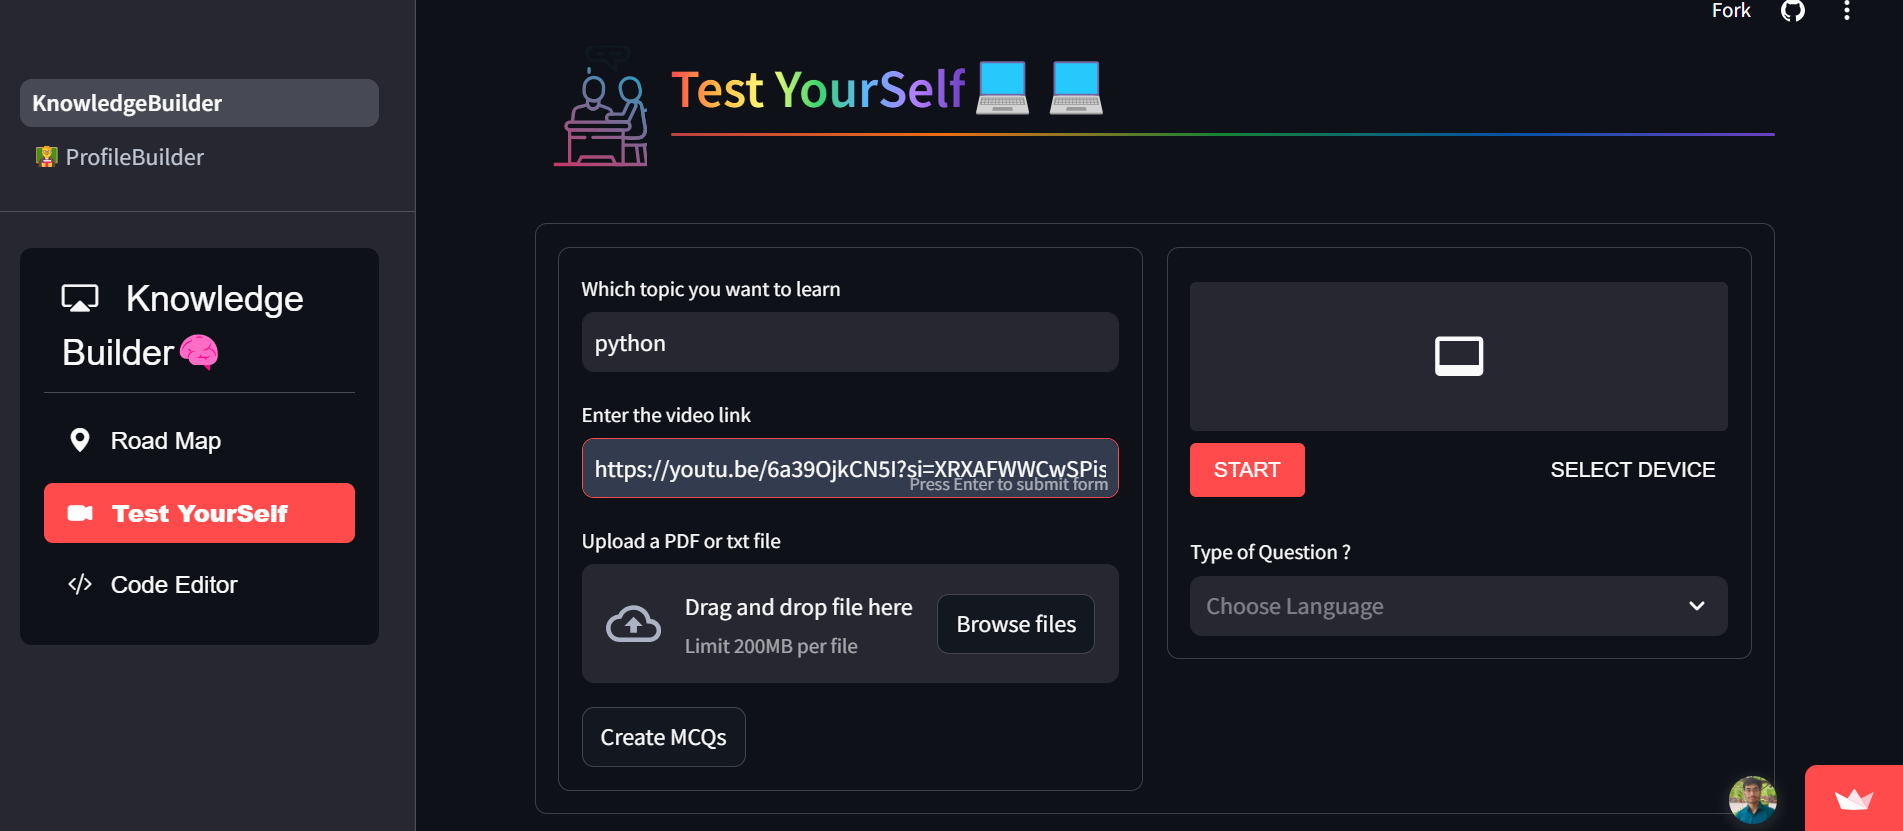 Fork
KnowledgeBuilder
ProfileBuilder
Knowledge
Builder
Road Map
Test YourSelf
Code Editor
Test YourSelf
Which topic you want to learn
python
Enter the video link
https://youtu.be/6a39OjkCN5I?si=XRXAFWWCwSPis
Press Enter to submit form
Upload a PDF or txt file
Drag and drop file here
Limit 200MB per file
Browse files
Create MCQs
START
SELECT DEVICE
Type of Question ?
Choose Language